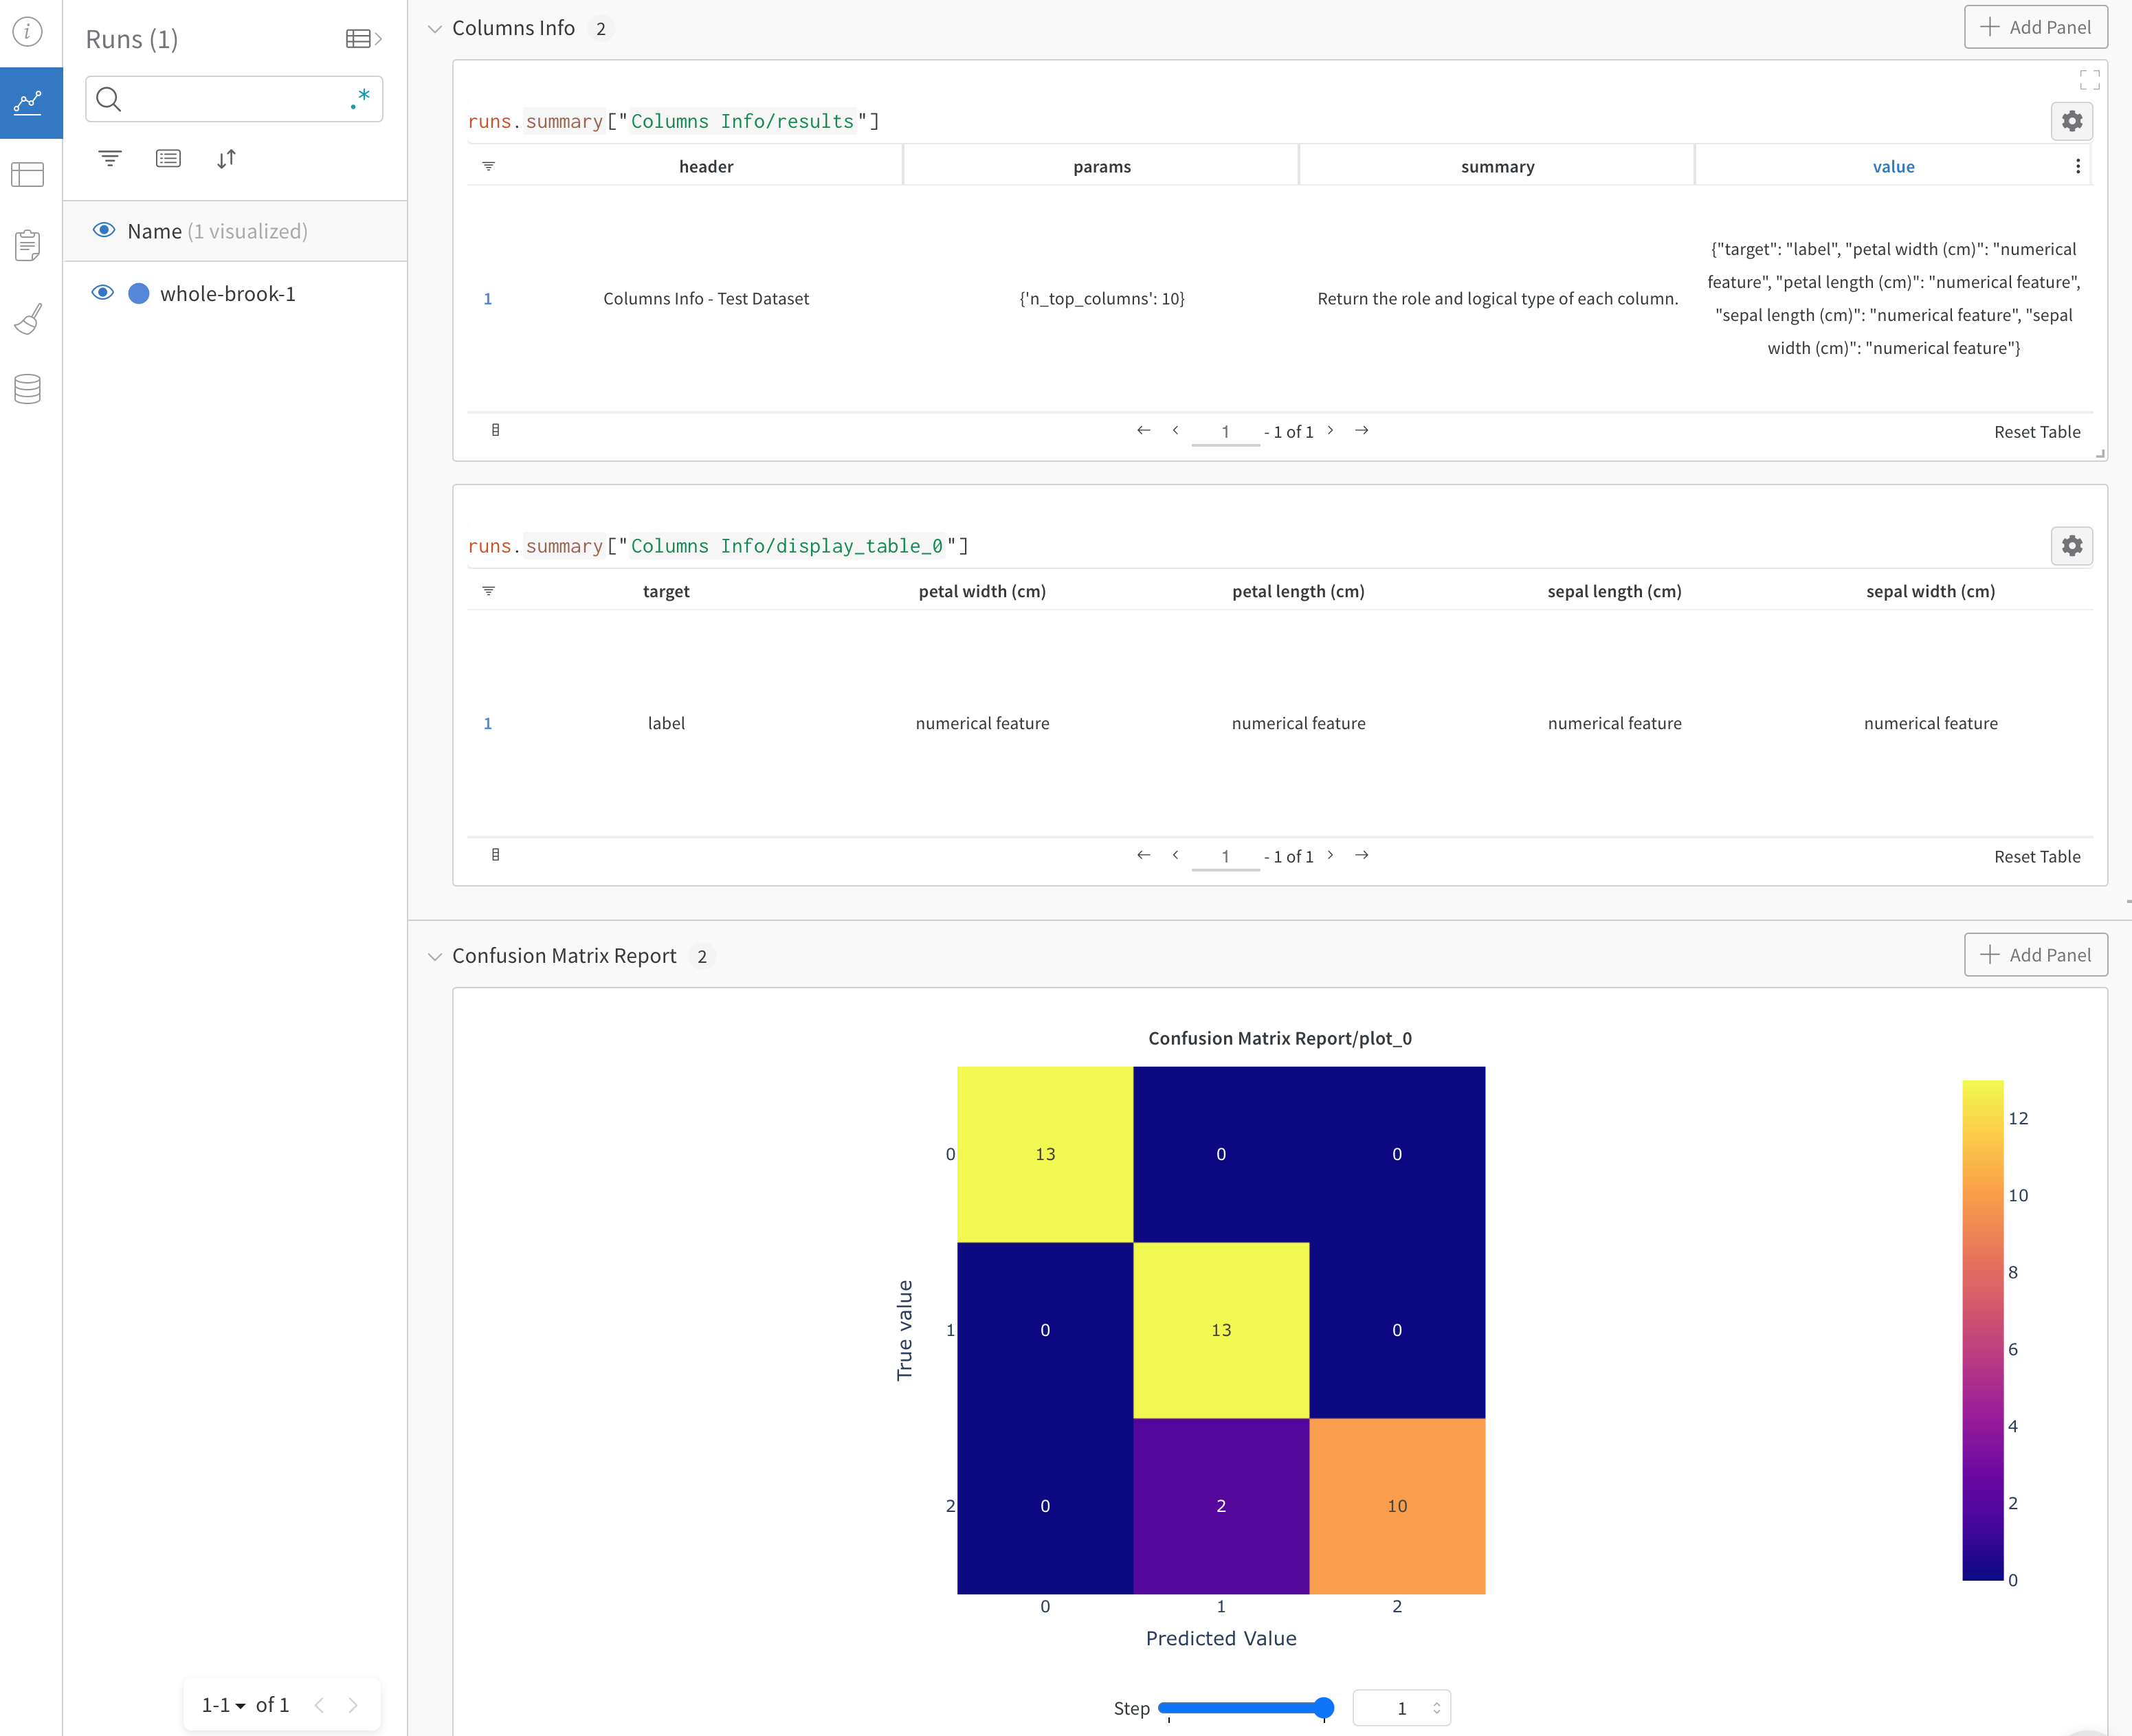 Runs (1)
.*
Name (1 visualized)
whole-brook-1
1-1 of 1
Columns Info 2
Add Panel
runs.summary["Columns Info/results"]
header params summary value
1 Columns Info - Test Dataset {'n_top_columns': 10} Return the role and logical type of each column.
{"target": "label", "petal width (cm)": "numerical
feature", "petal length (cm)": "numerical feature",
"sepal length (cm)": "numerical feature", "sepal
width (cm)": "numerical feature"}
1 - 1 of 1 Reset Table
runs.summary["Columns Info/display_table_0"]
target petal width (cm) petal length (cm) sepal length (cm) sepal width (cm)
1 label numerical feature numerical feature numerical feature numerical feature
1 - 1 of 1 Reset Table
Confusion Matrix Report 2
Add Panel
Confusion Matrix Report/plot_0
True value
0 13 0 0
1 0 13 0
2 0 2 10
0 1 2
Predicted Value
12
10
8
6
4
2
0
Step 1